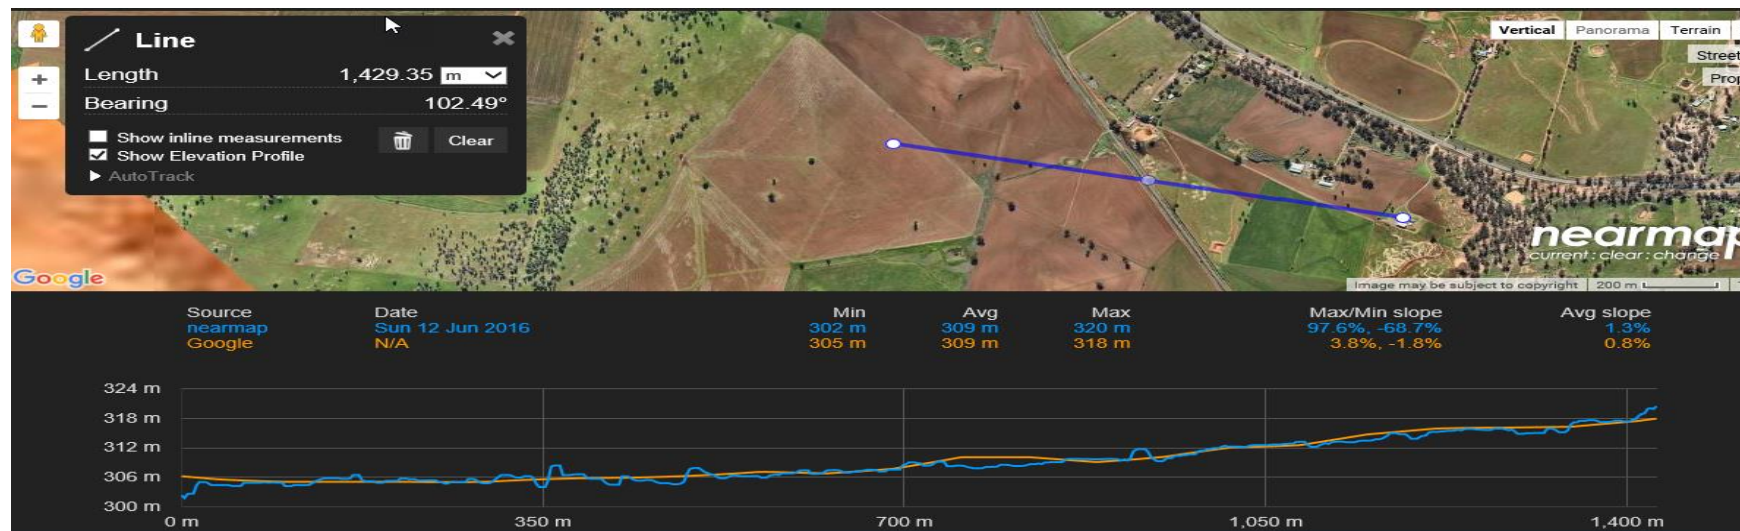 Line
Length 1,429.35 m
Bearing 102.49°
Show inline measurements
Clear
Show Elevation Profile
AutoTrack
+
−
Vertical Panorama Terrain
Street
Prop
nearmap
current : clear : change
Google
Image may be subject to copyright 200 m
Source Date Min Avg Max Max/Min slope Avg slope
nearmap Sun 12 Jun 2016 302 m 309 m 320 m 97.6%, -68.7% 1.3%
Google N/A 305 m 309 m 318 m 3.8%, -1.8% 0.8%
324 m
318 m
312 m
306 m
300 m
0 m 350 m 700 m 1,050 m 1,400 m